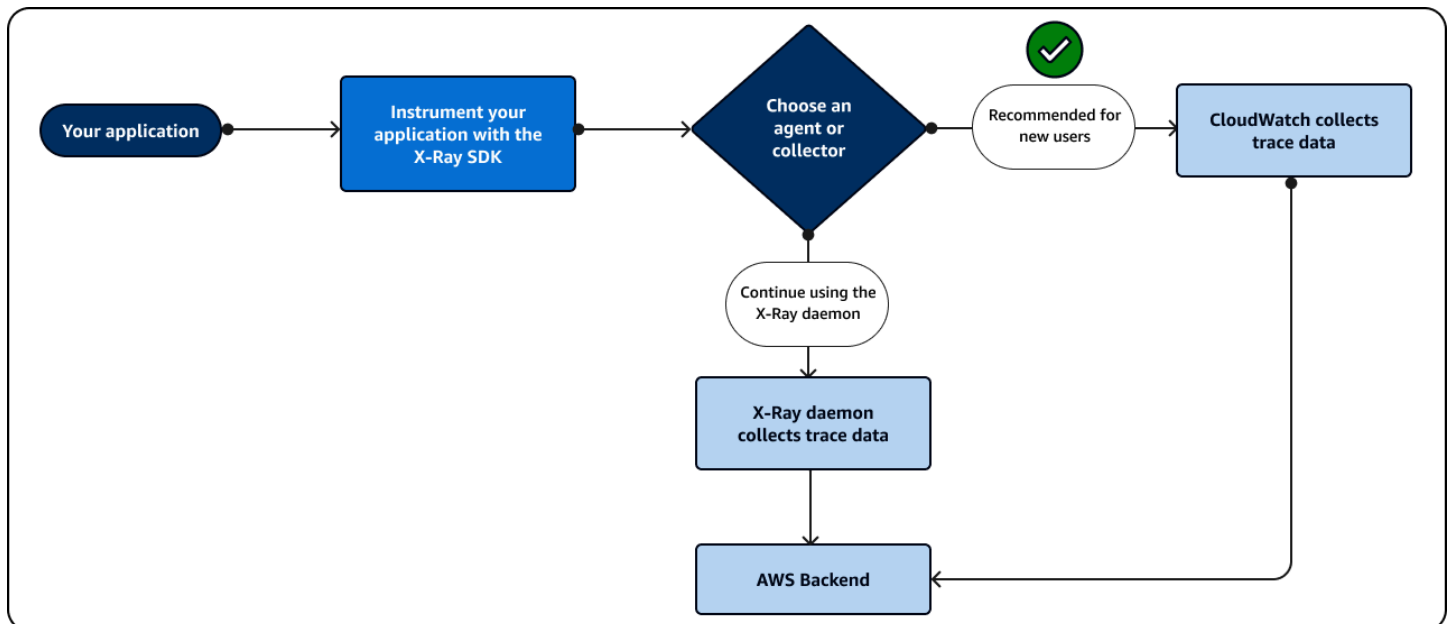 Your application
Instrument your
application with the
X-Ray SDK
Choose an
agent or
collector
Recommended for
new users
CloudWatch collects
trace data
Continue using the
X-Ray daemon
X-Ray daemon
collects trace data
AWS Backend